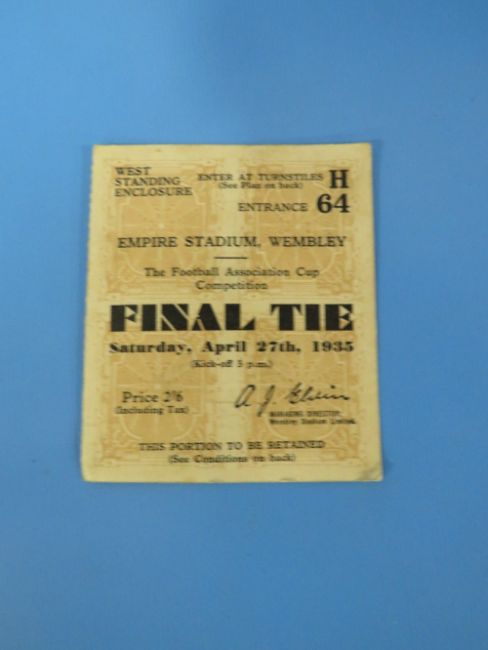 WEST
STANDING
ENCLOSURE
ENTER AT TURNSTILES H
(See Plan on back)
ENTRANCE 64
EMPIRE STADIUM, WEMBLEY
The Football Association Cup
Competition
FINAL TIE
Saturday, April 27th, 1935
(Kick-off 3 p.m.)
Price 2/6
(Including Tax)
A. J. Elvin
MANAGING DIRECTOR,
Wembley Stadium Limited.
THIS PORTION TO BE RETAINED
(See Conditions on back)